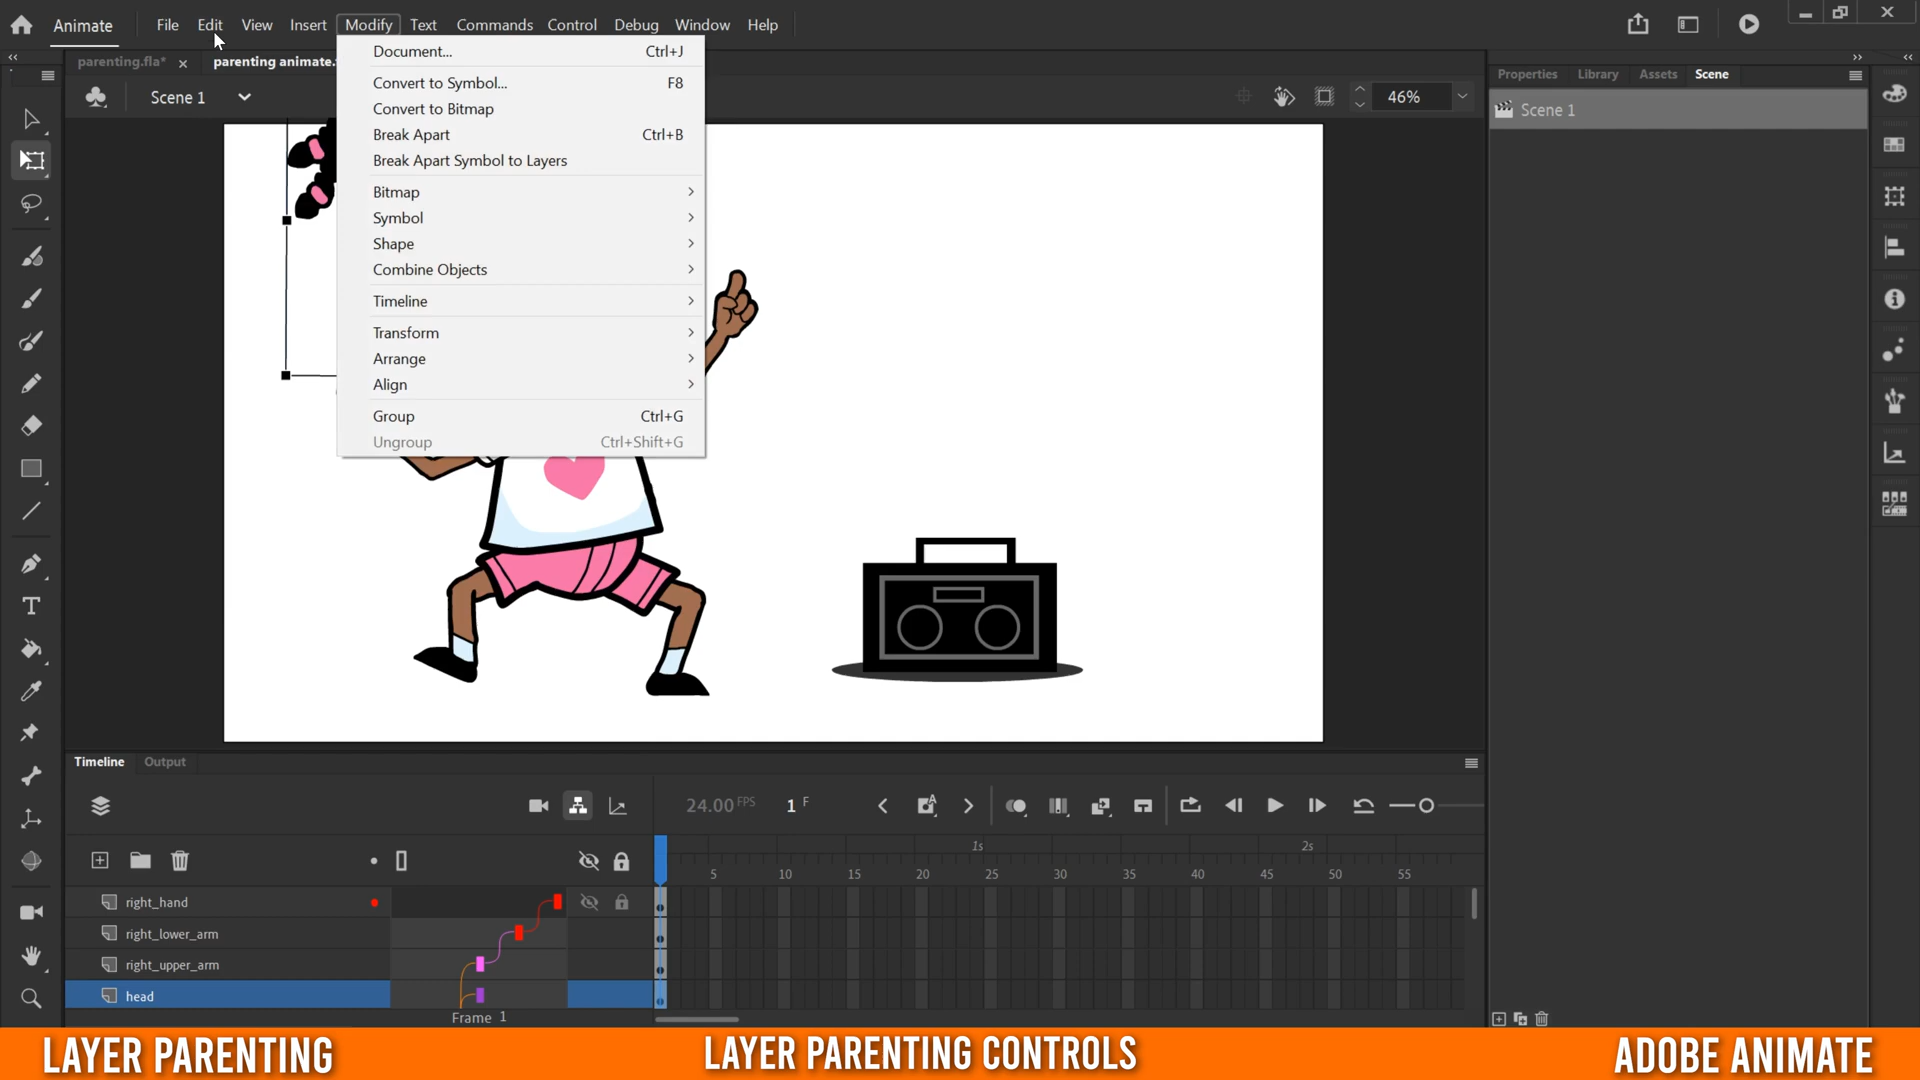 Animate File Edit View Insert Modify Text Commands Control Debug Window Help
parenting.fla* × parenting animate.
Scene 1 46%
Document... Ctrl+J
Convert to Symbol... F8
Convert to Bitmap
Break Apart Ctrl+B
Break Apart Symbol to Layers
Bitmap
Symbol
Shape
Combine Objects
Timeline
Transform
Arrange
Align
Group Ctrl+G
Ungroup Ctrl+Shift+G
Properties Library Assets Scene
Scene 1
Timeline Output
24.00 FPS 1 F
1s 2s
5 10 15 20 25 30 35 40 45 50 55
right_hand
right_lower_arm
right_upper_arm
head
Frame 1
LAYER PARENTING LAYER PARENTING CONTROLS ADOBE ANIMATE